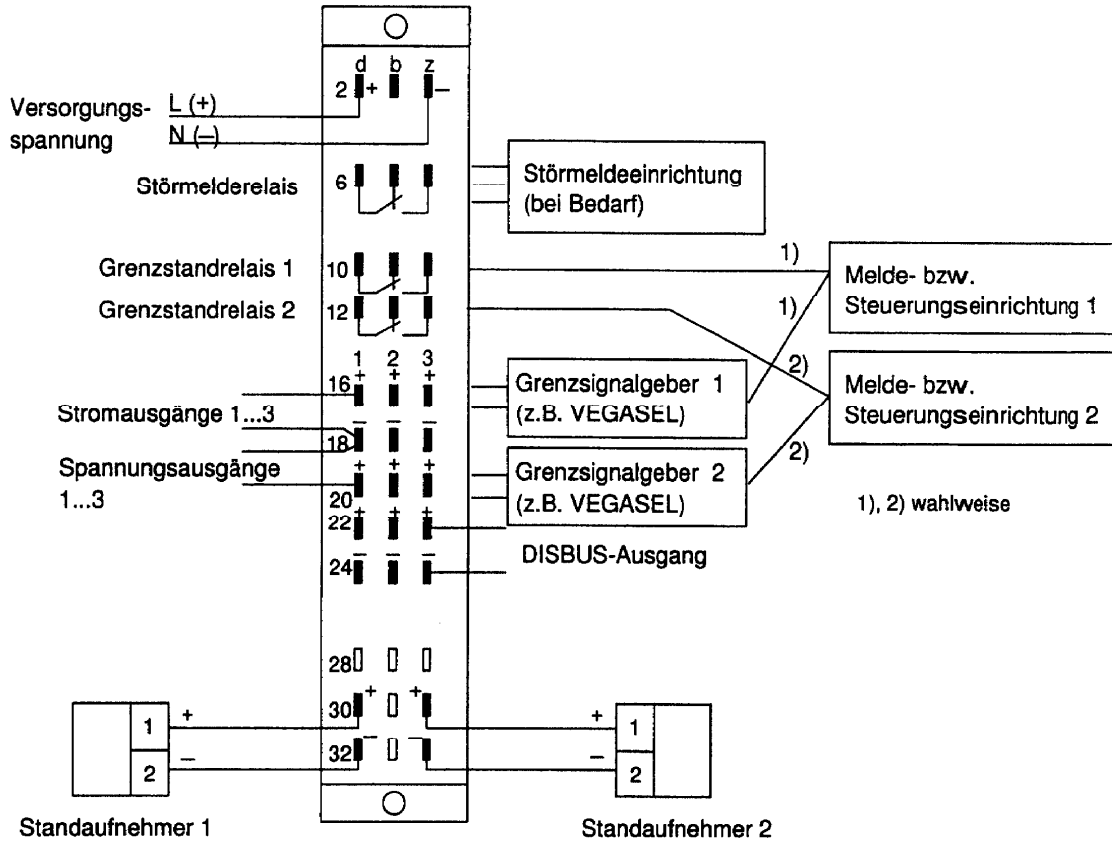 d b z
2 + –
Versorgungs-
spannung
L (+)
N (–)
Störmelderelais 6
Störmeldeeinrichtung
(bei Bedarf)
Grenzstandrelais 1 10
Grenzstandrelais 2 12
1)
1)
2)
2)
Melde- bzw.
Steuerungseinrichtung 1
Melde- bzw.
Steuerungseinrichtung 2
1 2 3
+ + +
16
Stromausgänge 1...3
– – –
18
Spannungsausgänge
1...3
+ + +
20
+ + +
22
– – –
24
Grenzsignalgeber 1
(z.B. VEGASEL)
Grenzsignalgeber 2
(z.B. VEGASEL)
1), 2) wahlweise
DISBUS-Ausgang
28
30 + +
32 – –
1 +
2 –
+ 1
– 2
Standaufnehmer 1
Standaufnehmer 2